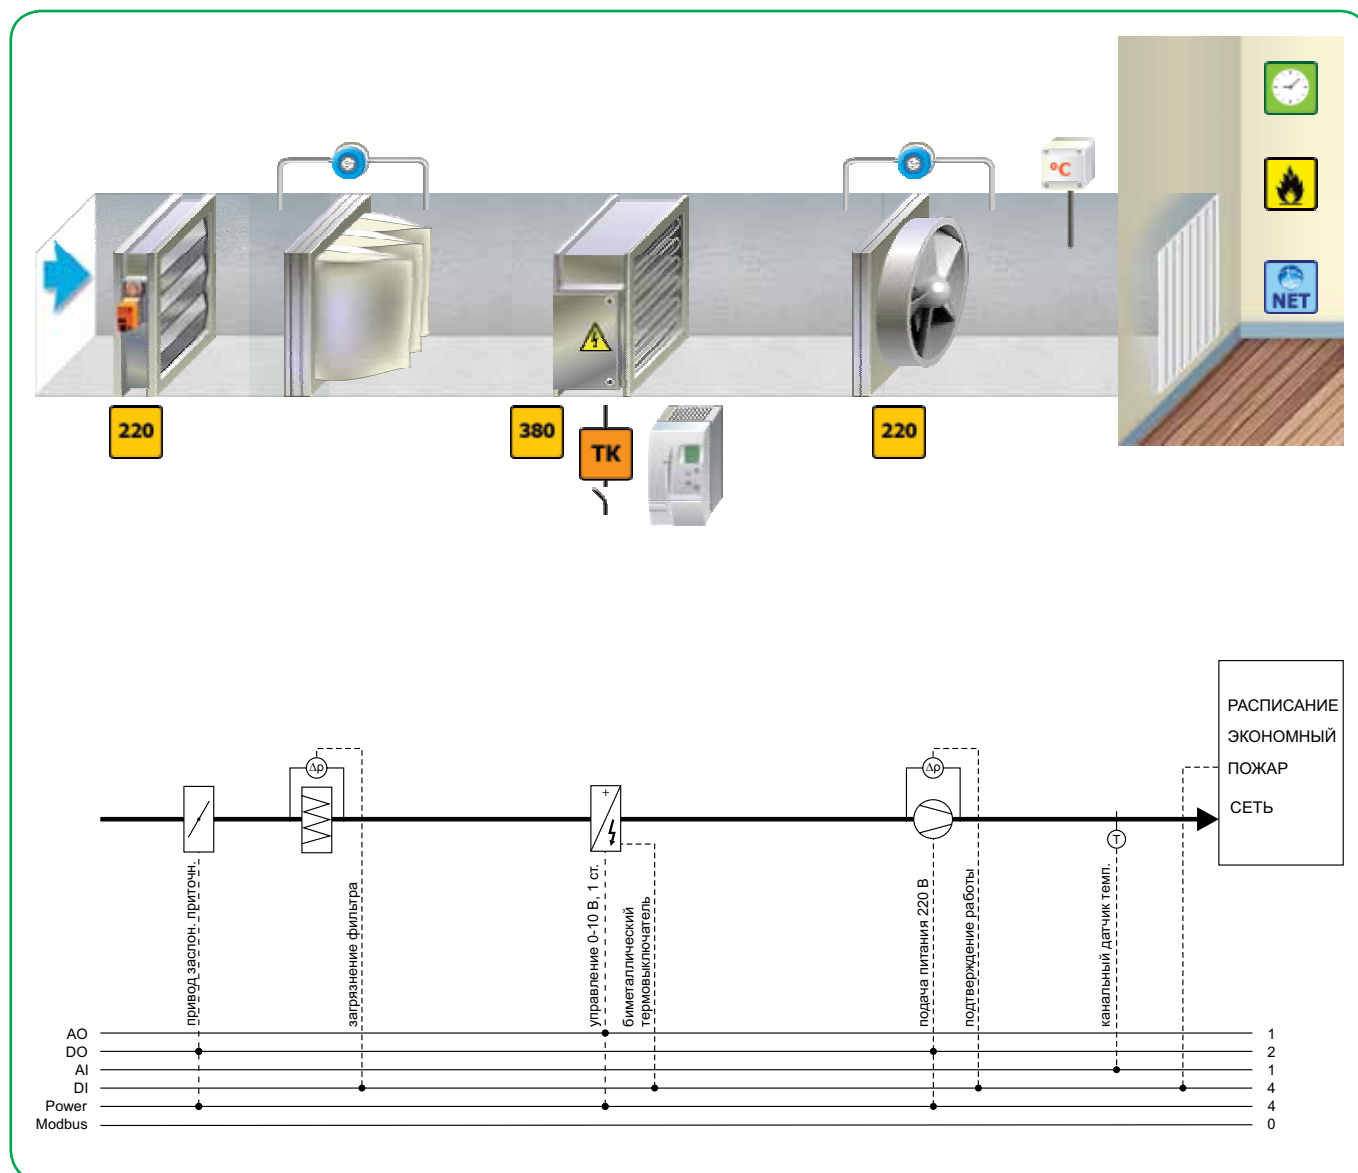 °C
NET
220
380
ТК
220
РАСПИСАНИЕ
ЭКОНОМНЫЙ
ПОЖАР
СЕТЬ
Δp
Δp
+
T
привод заслон. приточн.
загрязнение фильтра
управление 0-10 В, 1 ст.
биметаллический
термовыключатель
подача питания 220 В
подтверждение работы
канальный датчик темп.
AO 1
DO 2
AI 1
DI 4
Power 4
Modbus 0